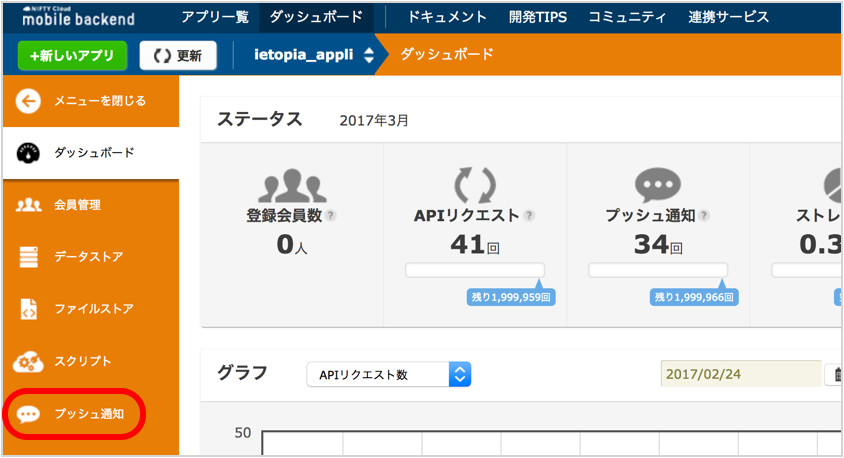 NIFTY Cloud
mobile backend
アプリ一覧 ダッシュボード ドキュメント 開発TIPS コミュニティ 連携サービス
+新しいアプリ 更新 ietopia_appli ダッシュボード
メニューを閉じる
ダッシュボード
会員管理
データストア
ファイルストア
スクリプト
プッシュ通知
ステータス 2017年3月
登録会員数 ? APIリクエスト ? プッシュ通知 ? ストレ
0人 41回 34回 0.3
残り1,999,959回 残り1,999,966回
グラフ APIリクエスト数 2017/02/24
50